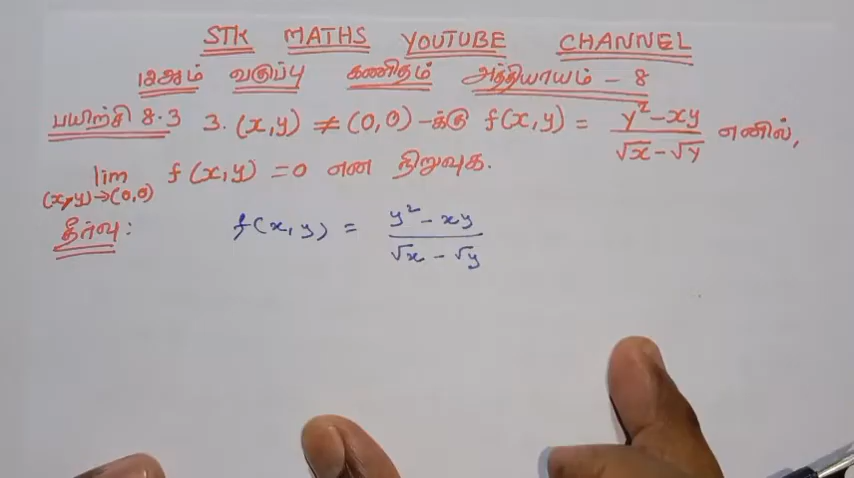 STK MATHS YOUTUBE CHANNEL
12ஆம் வகுப்பு கணிதம் அத்தியாயம் - 8
பயிற்சி 8.3 3. (x,y) ≠ (0,0) -க்கு f(x,y) = y² - xy / √x - √y எனில்,
lim (x,y)→(0,0) f(x,y) = 0 என நிறுவுக.
தீர்வு: f(x,y) = y² - xy / √x - √y